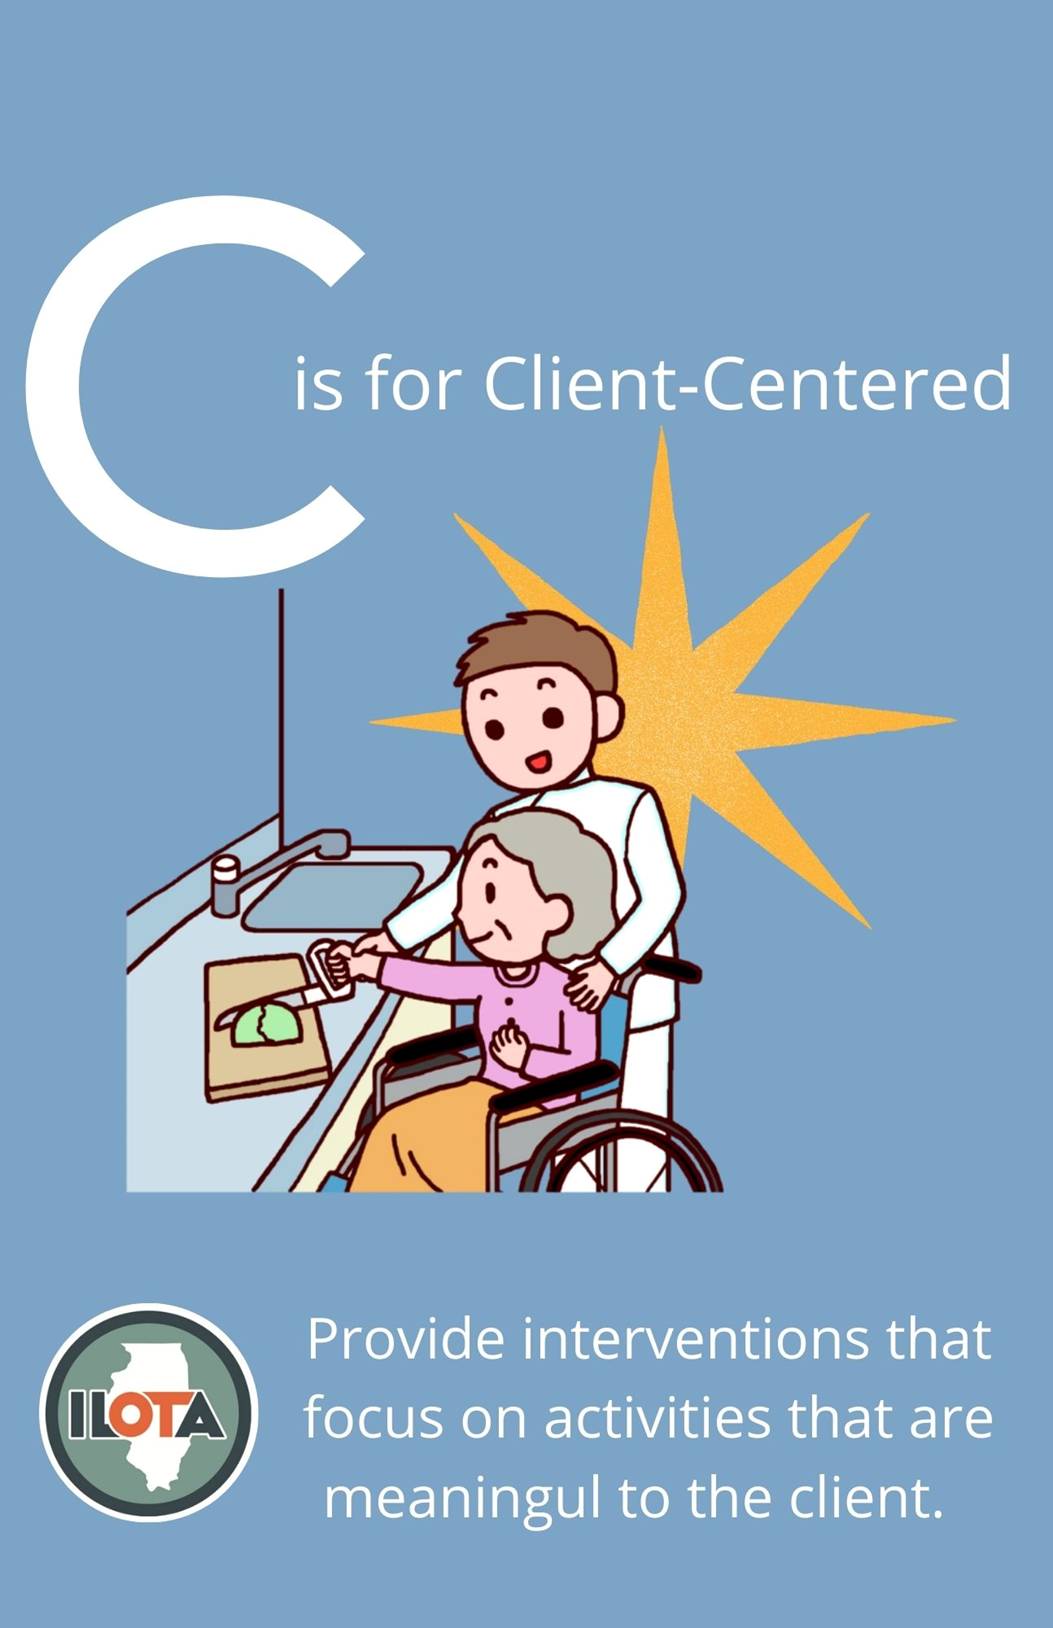 C is for Client-Centered
ILOTA
Provide interventions that
focus on activities that are
meaningul to the client.